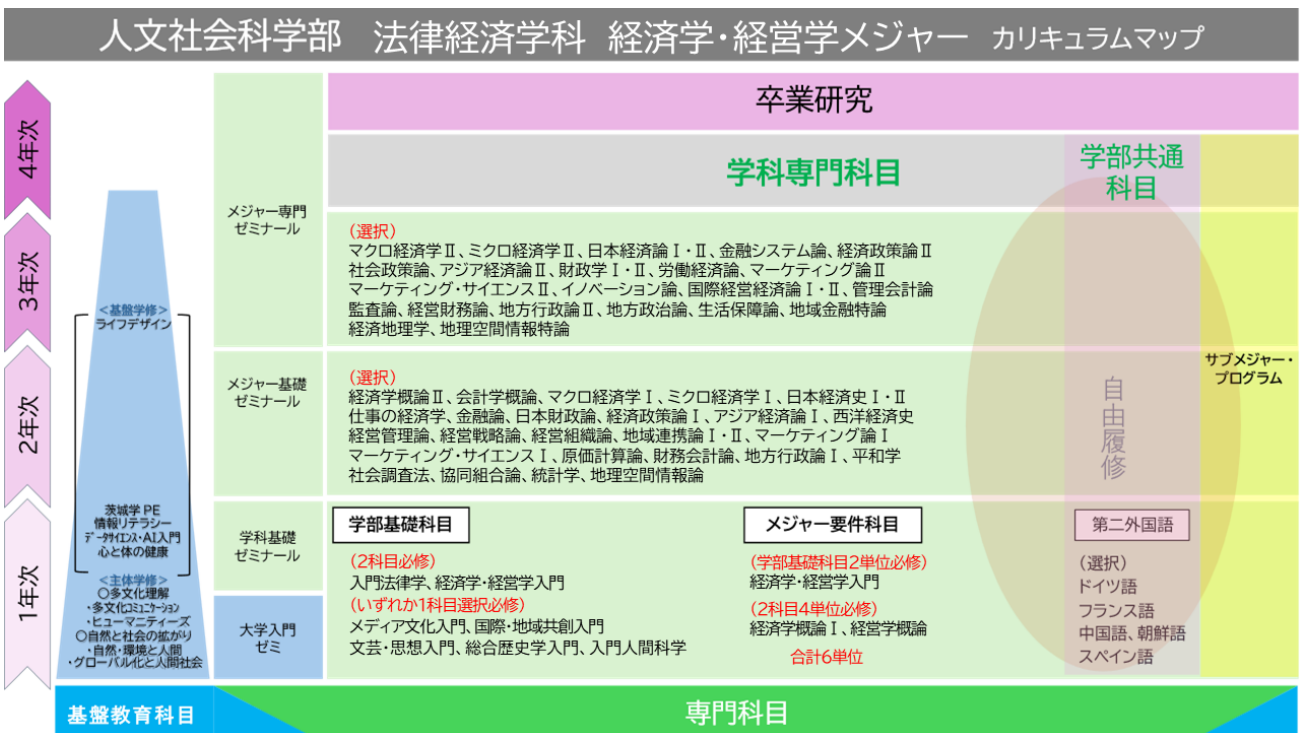 人文社会科学部 法律経済学科 経済学・経営学メジャー カリキュラムマップ
4年次
3年次
2年次
1年次
<基盤学修>
ライフデザイン
茨城学 PE
情報リテラシー
データサイエンス・AI入門
心と体の健康
<主体学修>
〇多文化理解
・多文化コミュニケーション
・ヒューマニティーズ
〇自然と社会の拡がり
・自然・環境と人間
・グローバル化と人間社会
基盤教育科目
メジャー専門
ゼミナール
メジャー基礎
ゼミナール
学科基礎
ゼミナール
大学入門
ゼミ
卒業研究
学科専門科目
学部共通
科目
(選択)
マクロ経済学Ⅱ、ミクロ経済学Ⅱ、日本経済論Ⅰ・Ⅱ、金融システム論、経済政策論Ⅱ
社会政策論、アジア経済論Ⅱ、財政学Ⅰ・Ⅱ、労働経済論、マーケティング論Ⅱ
マーケティング・サイエンスⅡ、イノベーション論、国際経営経済論Ⅰ・Ⅱ、管理会計論
監査論、経営財務論、地方行政論Ⅱ、地方政治論、生活保障論、地域金融特論
経済地理学、地理空間情報特論
(選択)
経済学概論Ⅱ、会計学概論、マクロ経済学Ⅰ、ミクロ経済学Ⅰ、日本経済史Ⅰ・Ⅱ
仕事の経済学、金融論、日本財政論、経済政策論Ⅰ、アジア経済論Ⅰ、西洋経済史
経営管理論、経営戦略論、経営組織論、地域連携論Ⅰ・Ⅱ、マーケティング論Ⅰ
マーケティング・サイエンスⅠ、原価計算論、財務会計論、地方行政論Ⅰ、平和学
社会調査法、協同組合論、統計学、地理空間情報論
学部基礎科目
(2科目必修)
入門法律学、経済学・経営学入門
(いずれか1科目選択必修)
メディア文化入門、国際・地域共創入門
文芸・思想入門、総合歴史学入門、入門人間科学
メジャー要件科目
(学部基礎科目2単位必修)
経済学・経営学入門
(2科目4単位必修)
経済学概論Ⅰ、経営学概論
合計6単位
自由履修
第二外国語
(選択)
ドイツ語
フランス語
中国語、朝鮮語
スペイン語
サブメジャー・
プログラム
専門科目